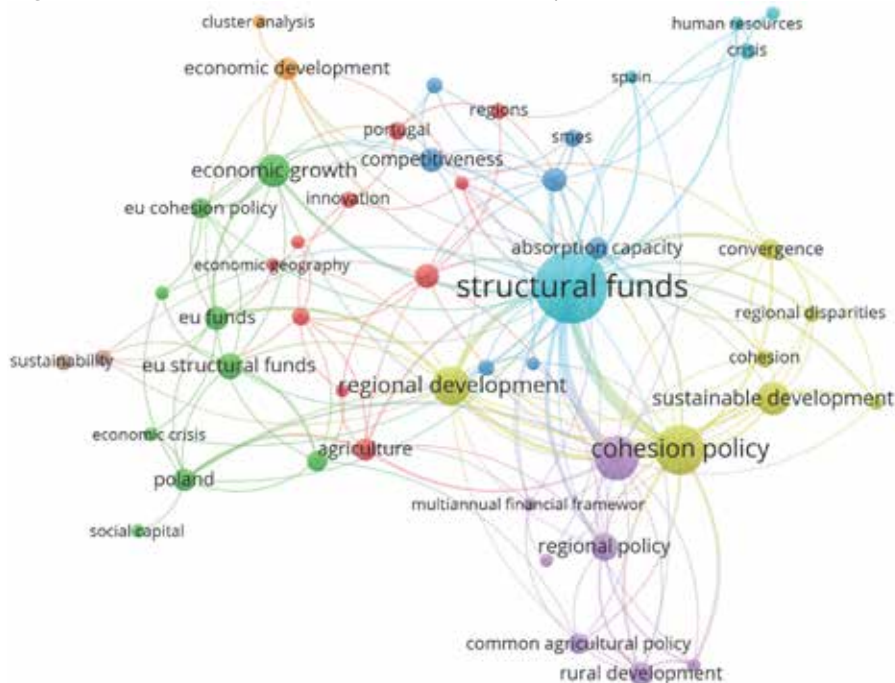 cluster analysis
human resources
crisis
economic development
spain
regions
portugal
smes
competitiveness
economic growth
innovation
eu cohesion policy
absorption capacity
convergence
economic geography
structural funds
eu funds
regional disparities
sustainability
eu structural funds
cohesion
regional development
sustainable development
economic crisis
agriculture
cohesion policy
poland
multiannual financial framewor
social capital
regional policy
common agricultural policy
rural development